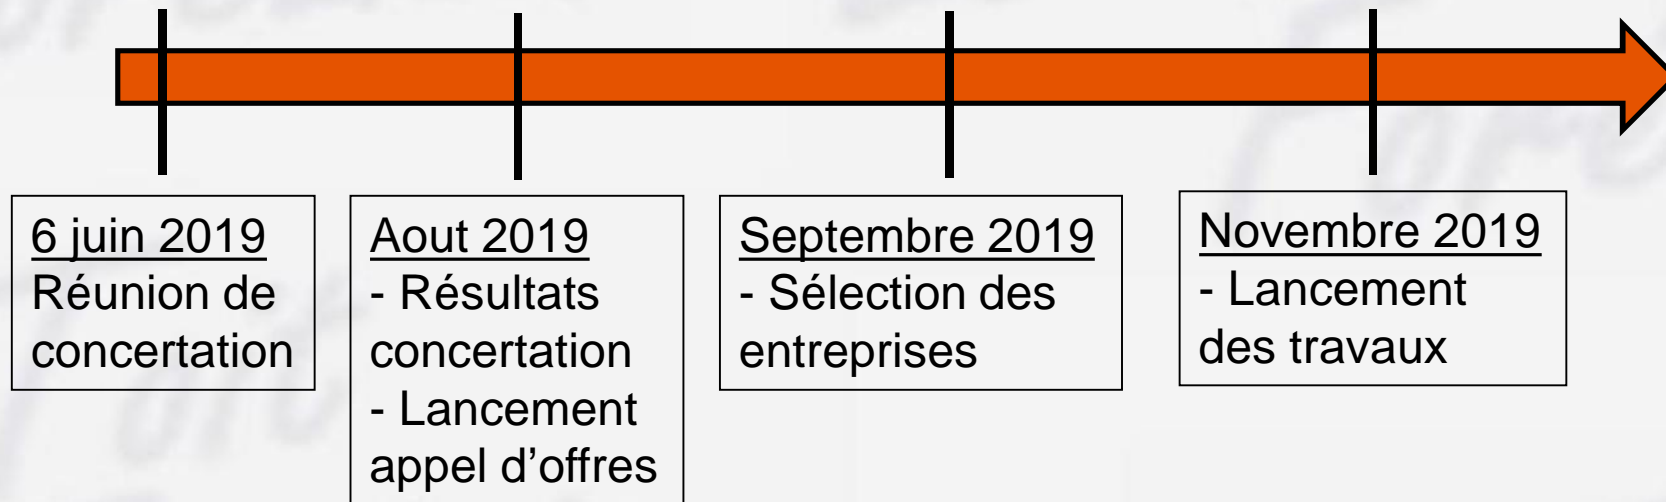 6 juin 2019
Réunion de
concertation
Aout 2019
- Résultats
concertation
- Lancement
appel d’offres
Septembre 2019
- Sélection des
entreprises
Novembre 2019
- Lancement
des travaux